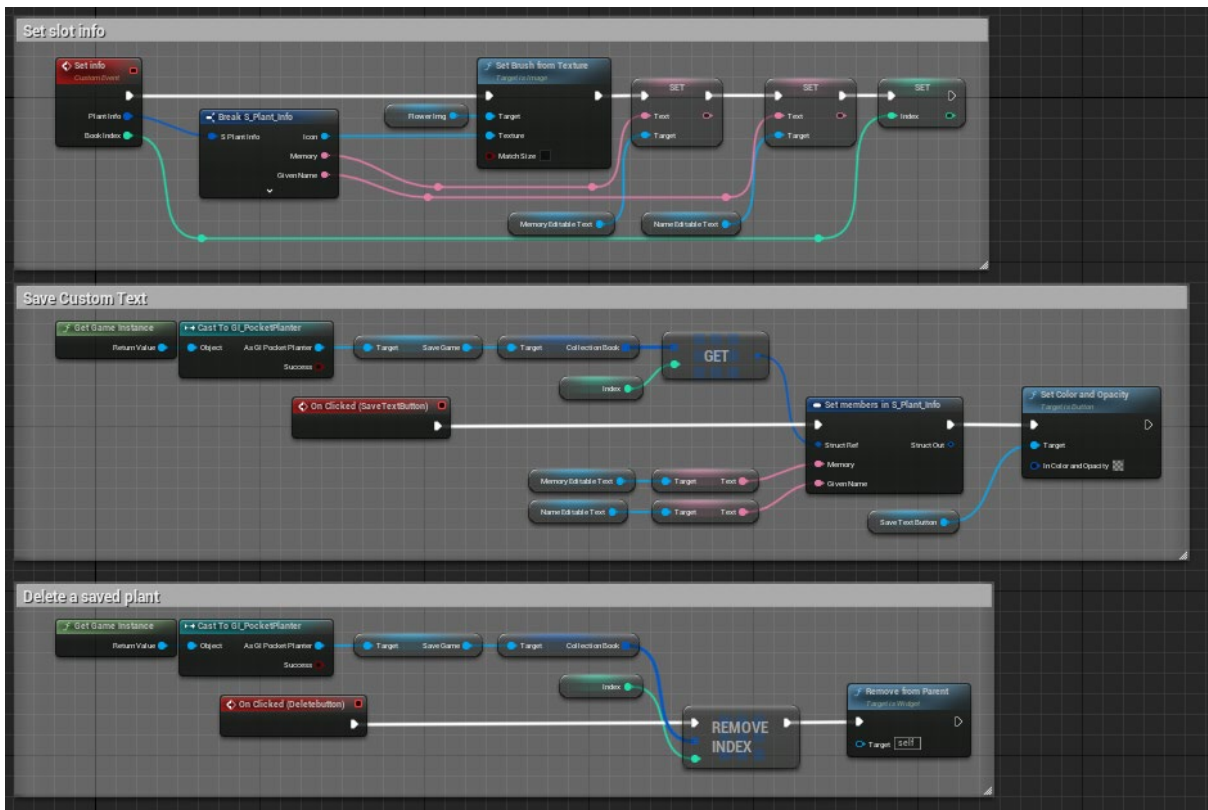 Set slot info
Set info
Custom Event
Plant Info
Book Index
Break S_Plant_Info
S Plant Info
Icon
Memory
Given Name
Flower Img
Set Brush from Texture
Target is Image
Target
Texture
Match Size
SET
Text
Target
SET
Text
Target
SET
Index
Memory Editable Text
Name Editable Text
Save Custom Text
Get Game Instance
Return Value
Cast To GI_PocketPlanter
Object
As GI Pocket Planter
Success
Target
Save Game
Target
Collection Book
GET
Index
On Clicked (SaveTextButton)
Set members in S_Plant_Info
Struct Ref
Struct Out
Memory
Given Name
Memory Editable Text
Target
Text
Name Editable Text
Target
Text
Set Color and Opacity
Target is Button
Target
In Color and Opacity
Save Text Button
Delete a saved plant
Get Game Instance
Return Value
Cast To GI_PocketPlanter
Object
As GI Pocket Planter
Success
Target
Save Game
Target
Collection Book
Index
On Clicked (Deletebutton)
REMOVE
INDEX
Remove from Parent
Target is Widget
Target
self